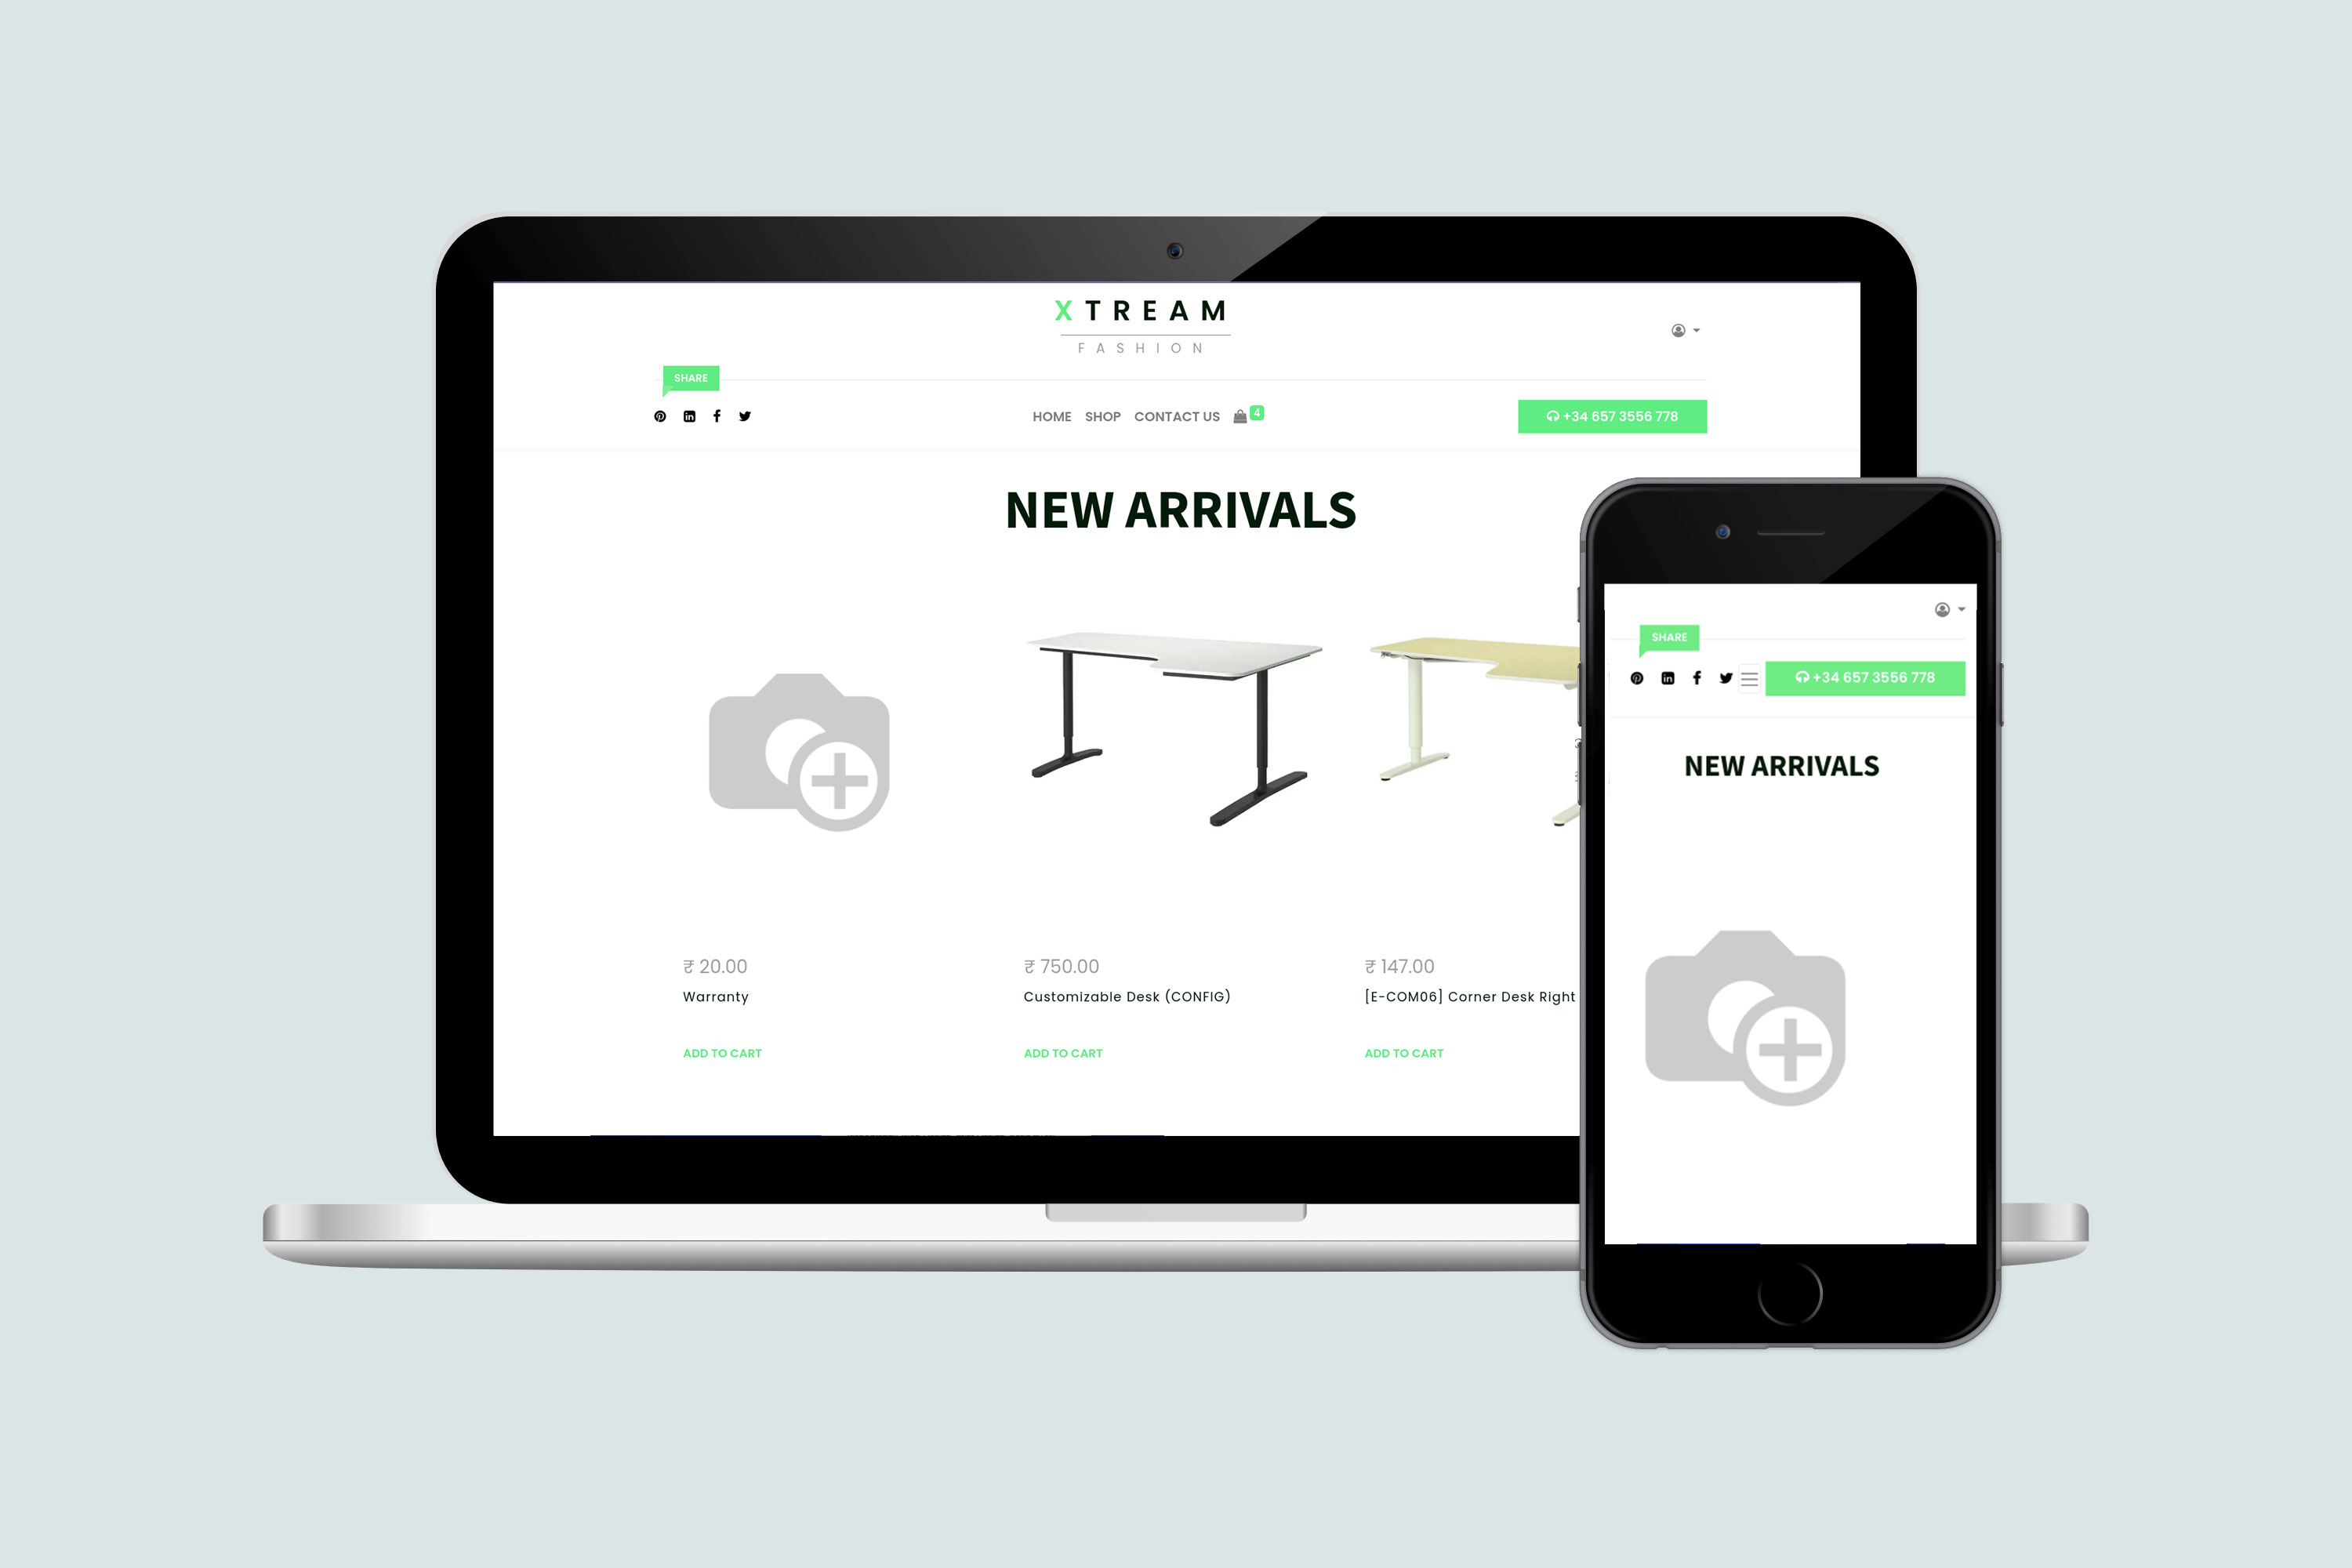 XTREAM
FASHION
SHARE
HOME SHOP CONTACT US 4
+34 657 3556 778
NEW ARRIVALS
₹ 20.00
Warranty
ADD TO CART
₹ 750.00
Customizable Desk (CONFIG)
ADD TO CART
₹ 147.00
[E-COM06] Corner Desk Right
ADD TO CART
SHARE
+34 657 3556 778
NEW ARRIVALS